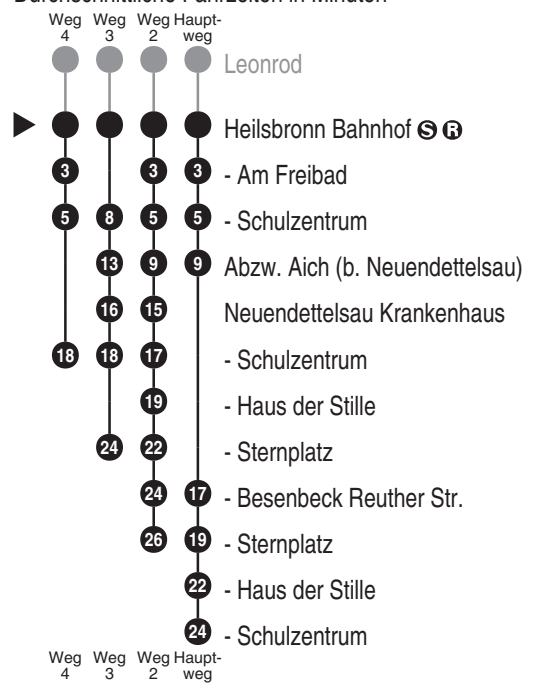 Durchschnittliche Fahrzeiten in Minuten
Weg 4 Weg 3 Weg 2 Haupt-weg
Leonrod
Heilsbronn Bahnhof S R
3 3 3 - Am Freibad
5 8 5 5 - Schulzentrum
13 9 9 Abzw. Aich (b. Neuendettelsau)
16 15 Neuendettelsau Krankenhaus
18 18 17 - Schulzentrum
19 - Haus der Stille
24 22 - Sternplatz
24 17 - Besenbeck Reuther Str.
26 19 - Sternplatz
22 - Haus der Stille
24 - Schulzentrum
Weg 4 Weg 3 Weg 2 Haupt-weg